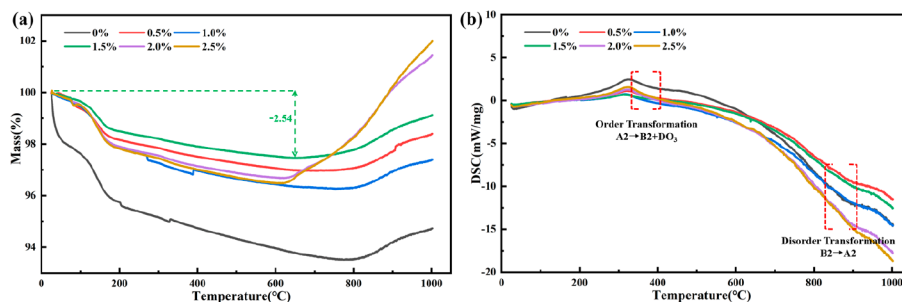 (a)
0% 0.5% 1.0%
1.5% 2.0% 2.5%
102
100
98
96
94
Mass(%)
-2.54
0 200 400 600 800 1000
Temperature(℃)
(b)
0% 0.5% 1.0%
1.5% 2.0% 2.5%
20
15
10
5
0
-5
-10
-15
-20
DSC(mW/mg)
Order Transformation
A2→B2+DO₃
Disorder Transformation
B2→A2
0 200 400 600 800 1000
Temperature(℃)